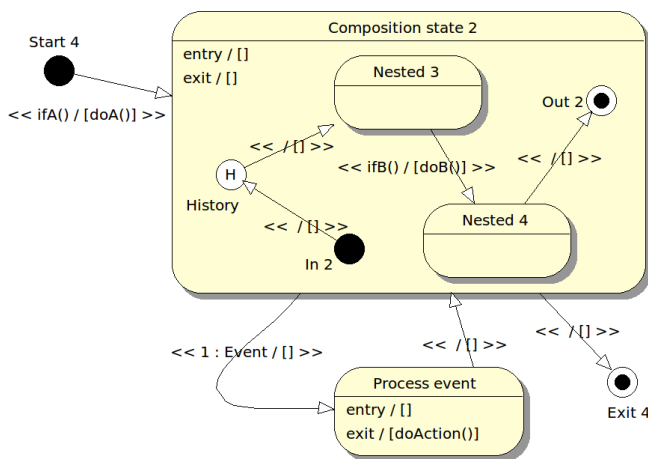 Composition state 2
Start 4
entry / []
exit / []
Nested 3
Out 2
<< ifA() / [doA()] >>
<<  / [] >>
<< ifB() / [doB()] >>
<<  / [] >>
H
History
<<  / [] >>
Nested 4
In 2
<<  / [] >>
<< 1 : Event / [] >>
<<  / [] >>
Process event
entry / []
exit / [doAction()]
Exit 4